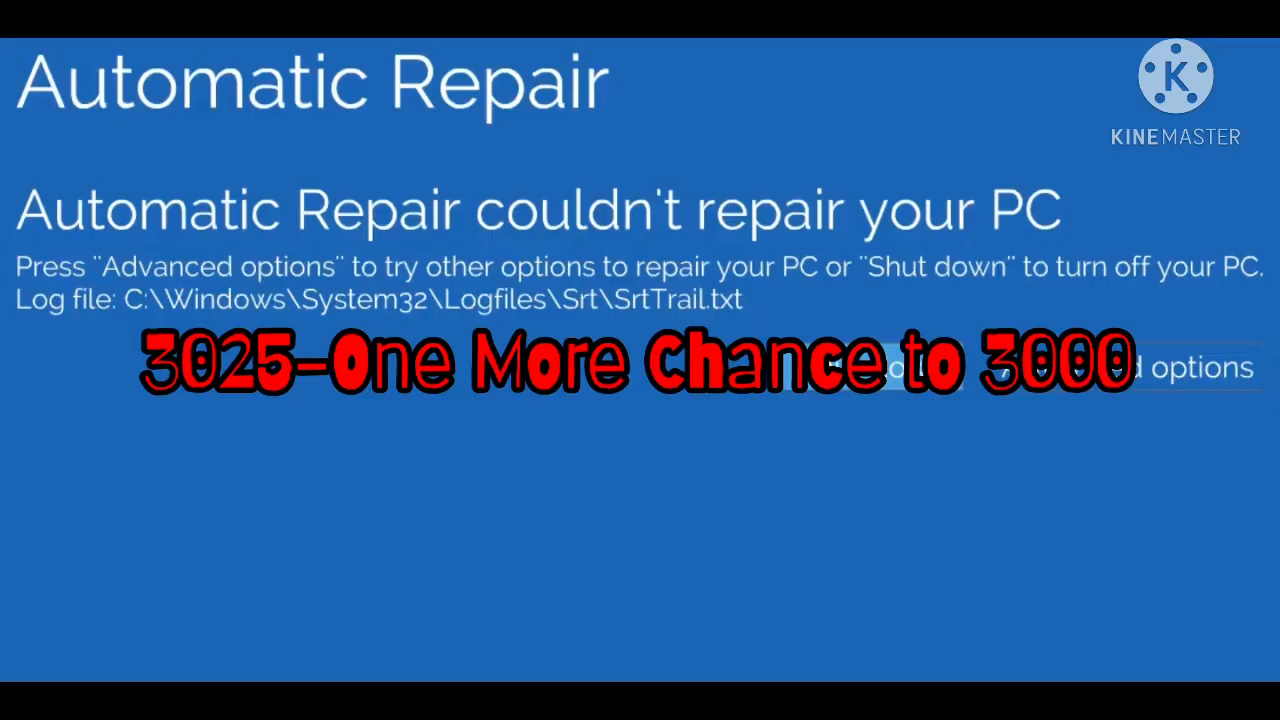 Automatic Repair
K
KINEMASTER
Automatic Repair couldn't repair your PC
Press "Advanced options" to try other options to repair your PC or "Shut down" to turn off your PC.
Log file: C:\Windows\System32\Logfiles\Srt\SrtTrail.txt
3025-One More Chance to 3000
options